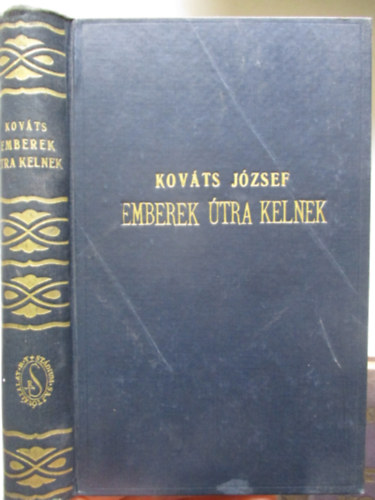 KOVÁTS
EMBEREK
ÚTRA KELNEK
KOVÁTS JÓZSEF
EMBEREK ÚTRA KELNEK